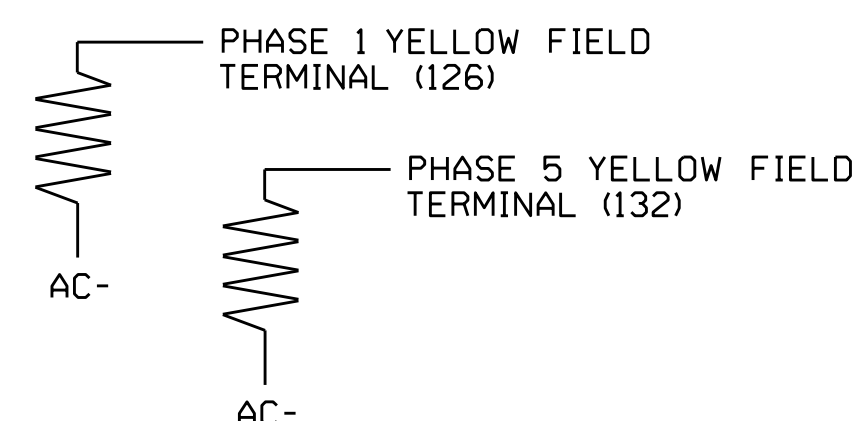 PHASE 1 YELLOW FIELD
TERMINAL (126)
AC-
PHASE 5 YELLOW FIELD
TERMINAL (132)
AC-